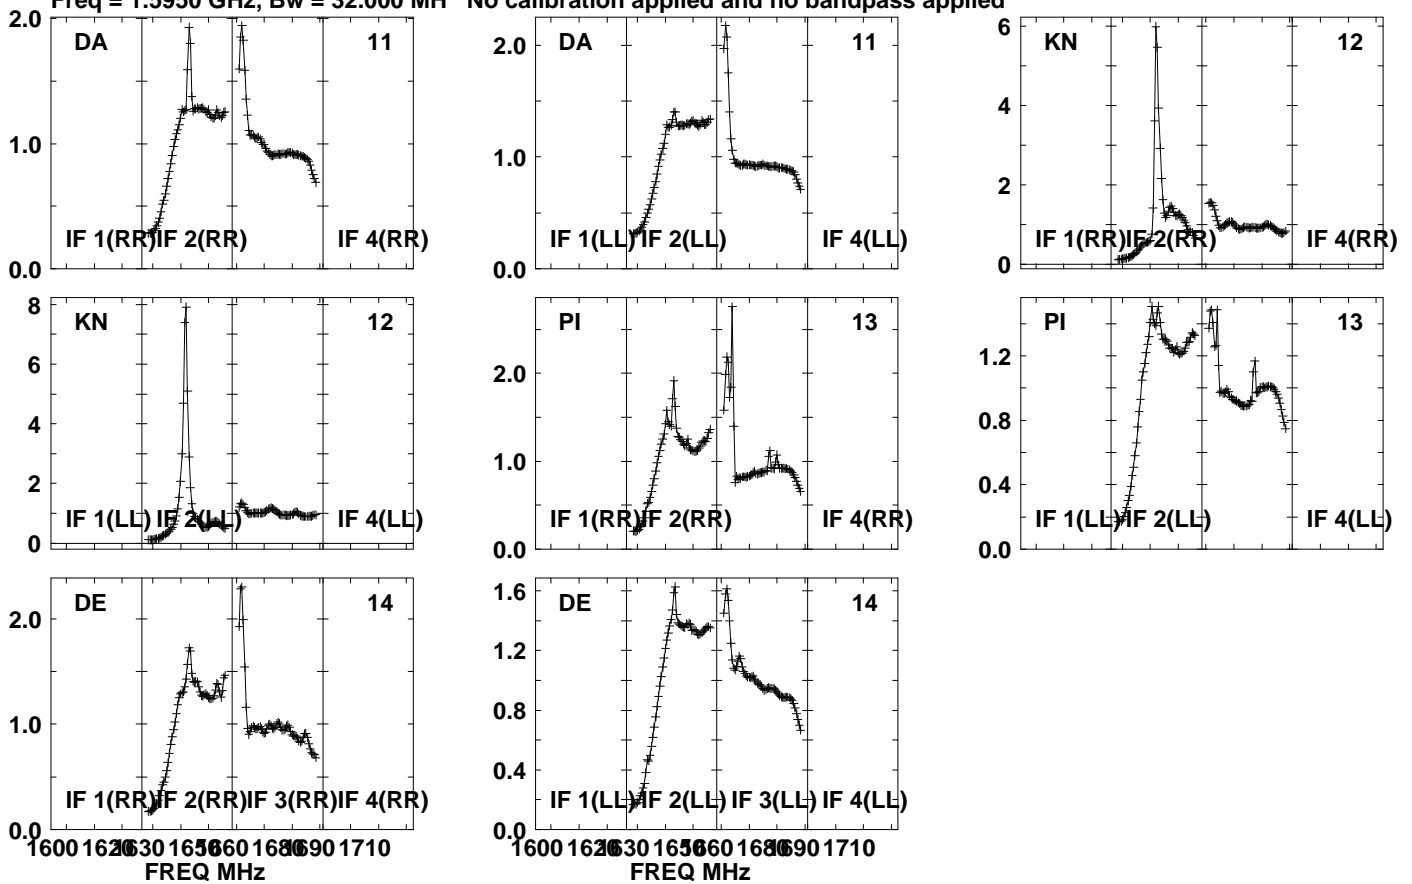 Freq = 1.5950 GHz, Bw = 32.000 MH   No calibration applied and no bandpass applied
DA 11 DA 11 KN 12
2.0 1.0 0.0
2.0 1.0 0.0
6 4 2 0
IF 1(RR) IF 2(RR) IF 4(RR) IF 1(LL) IF 2(LL) IF 4(LL) IF 1(RR) IF 2(RR) IF 4(RR)
KN 12 PI 13 PI 13
8 6 4 2 0
2.0 1.0 0.0
1.2 0.8 0.4 0.0
IF 1(LL) IF 2(LL) IF 4(LL) IF 1(RR) IF 2(RR) IF 4(RR) IF 1(LL) IF 2(LL) IF 4(LL)
DE 14 DE 14
2.0 1.0 0.0
1.6 1.2 0.8 0.4 0.0
IF 1(RR) IF 2(RR) IF 3(RR) IF 4(RR) IF 1(LL) IF 2(LL) IF 3(LL) IF 4(LL)
1600 1620 1630 1650 1660 1680 1690 1710 1600 1620 1630 1650 1660 1680 1690 1710
FREQ MHz FREQ MHz